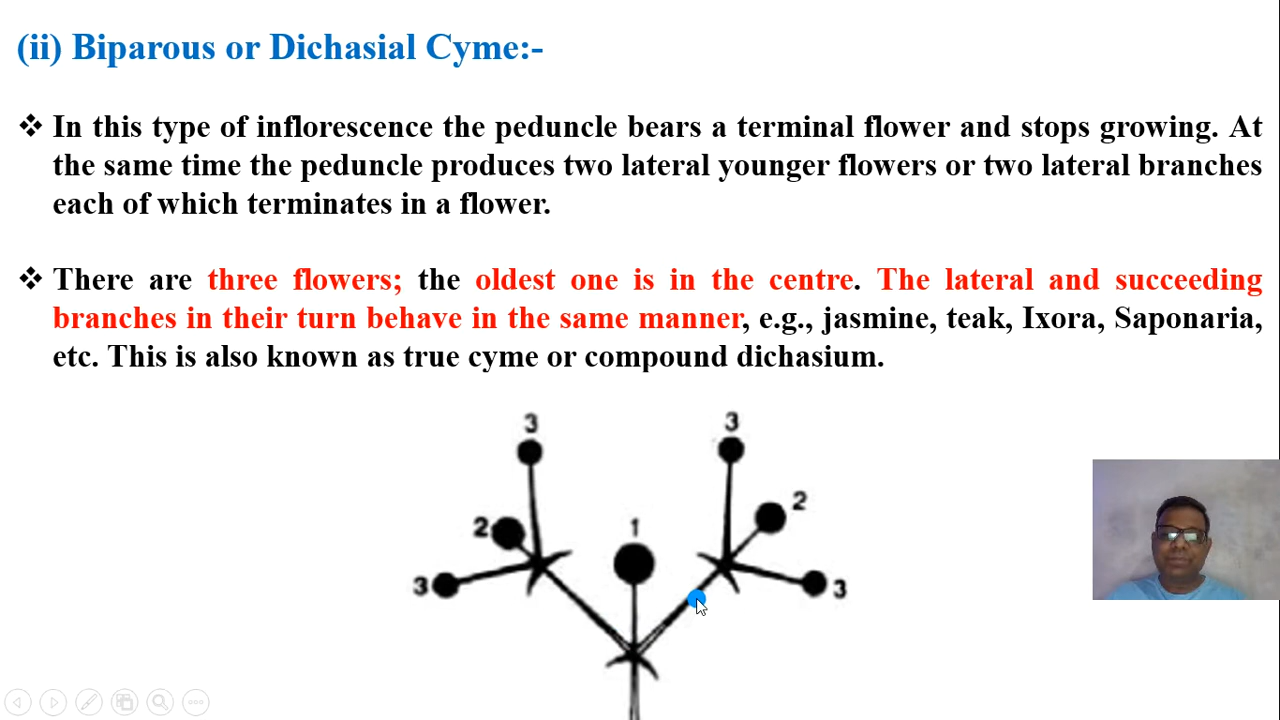 (ii) Biparous or Dichasial Cyme:-
❖ In this type of inflorescence the peduncle bears a terminal flower and stops growing. At
the same time the peduncle produces two lateral younger flowers or two lateral branches
each of which terminates in a flower.
❖ There are three flowers; the oldest one is in the centre. The lateral and succeeding
branches in their turn behave in the same manner, e.g., jasmine, teak, Ixora, Saponaria,
etc. This is also known as true cyme or compound dichasium.
3 3
2 1 2
3 3